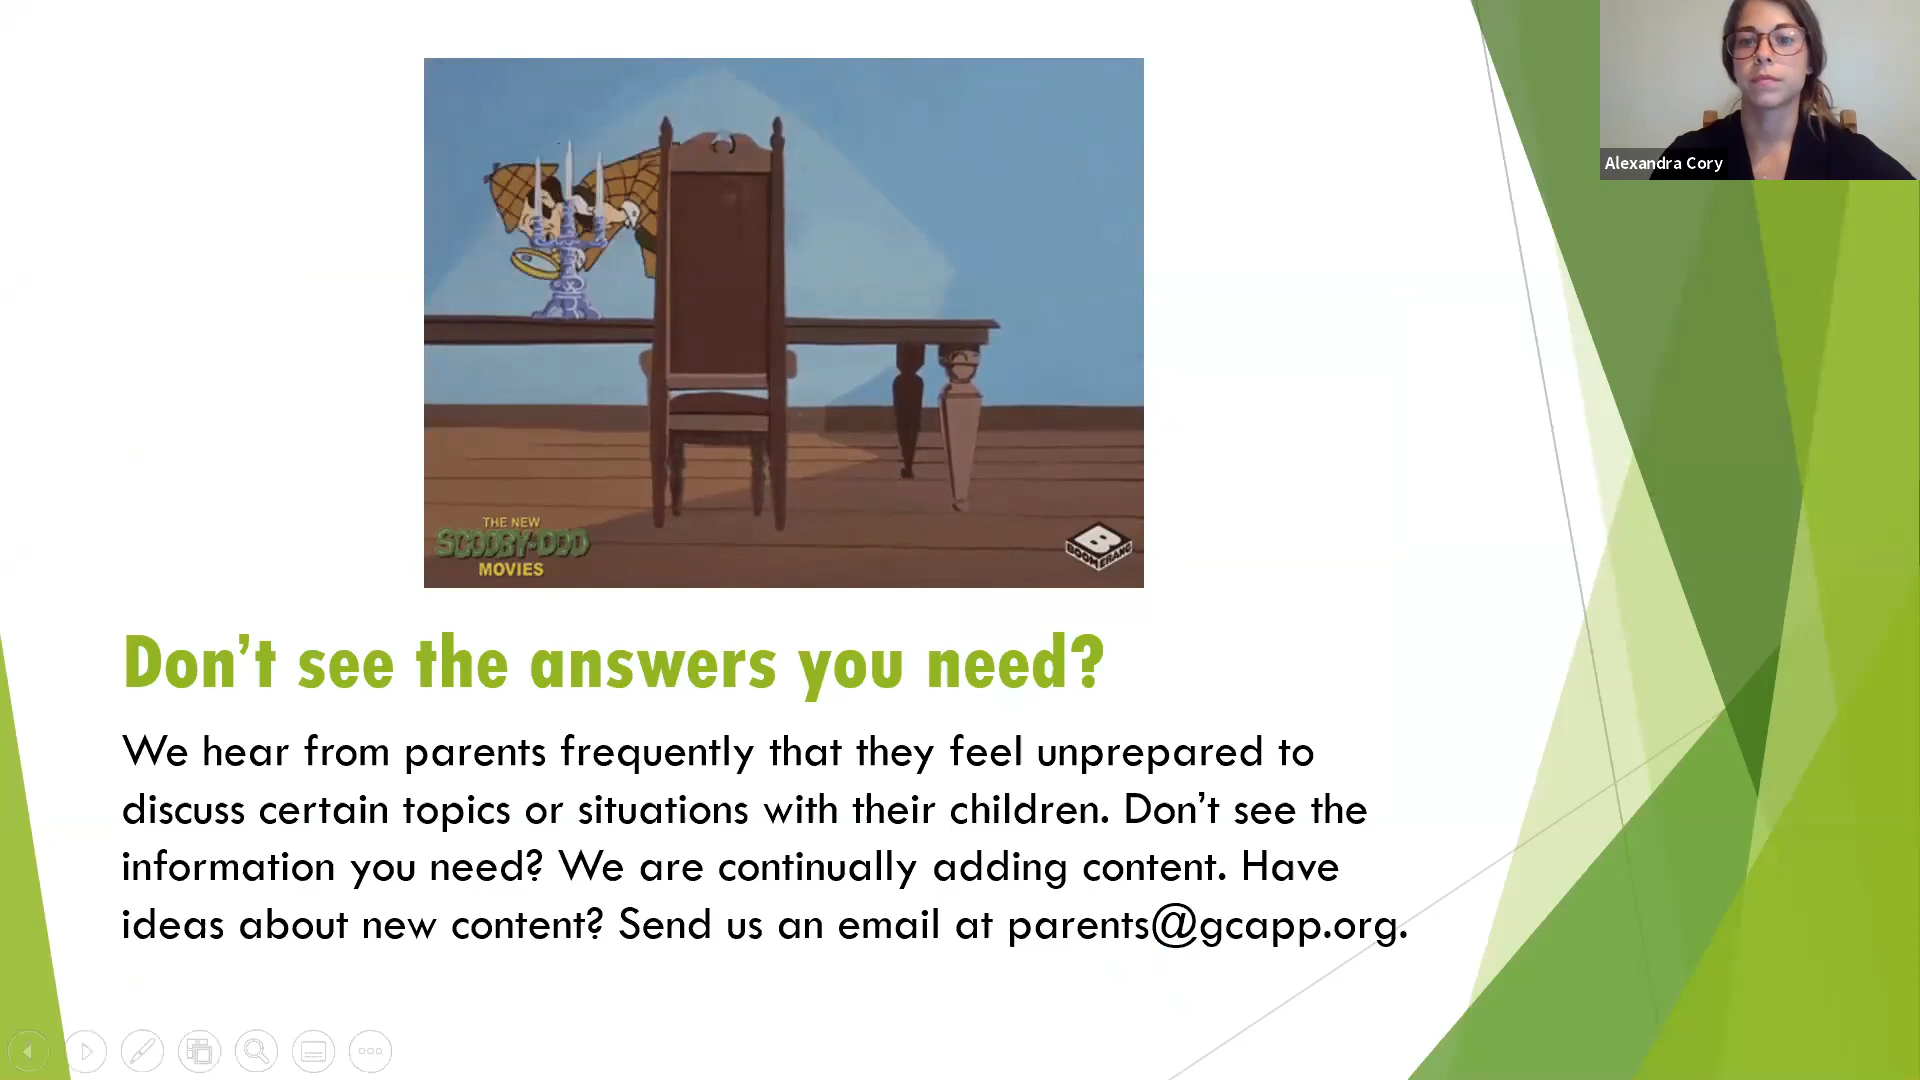 Alexandra Cory
THE NEW
SCOOBY-DOO
MOVIES
B
BOOMERANG
Don’t see the answers you need?
We hear from parents frequently that they feel unprepared to
discuss certain topics or situations with their children. Don’t see the
information you need? We are continually adding content. Have
ideas about new content? Send us an email at parents@gcapp.org.